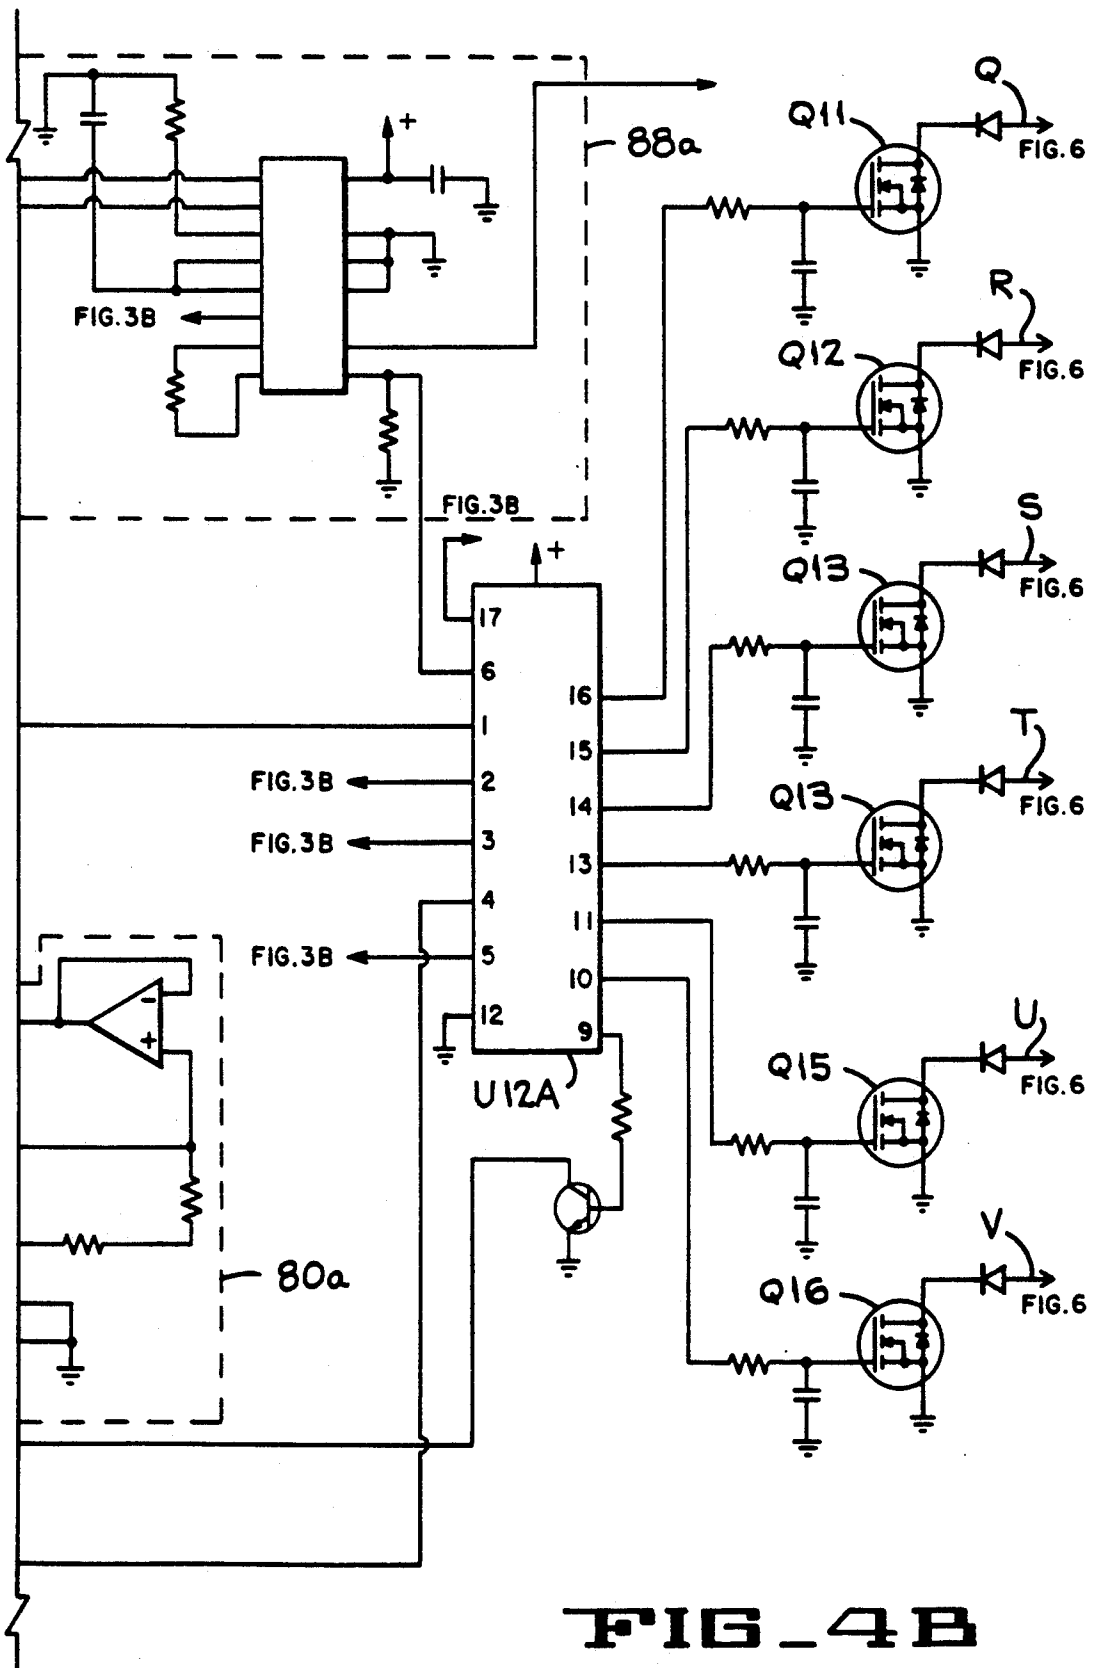 Q
Q11
FIG.6
+
88a
FIG.3B
R
Q12
FIG.6
FIG.3B
+
S
Q13
FIG.6
17
6
16
1
15
T
Q13
FIG.6
FIG.3B
2
14
FIG.3B
3
13
4
11
FIG.3B
5
10
12
9
-
+
U12A
U
Q15
FIG.6
80a
V
Q16
FIG.6
FIG_4B